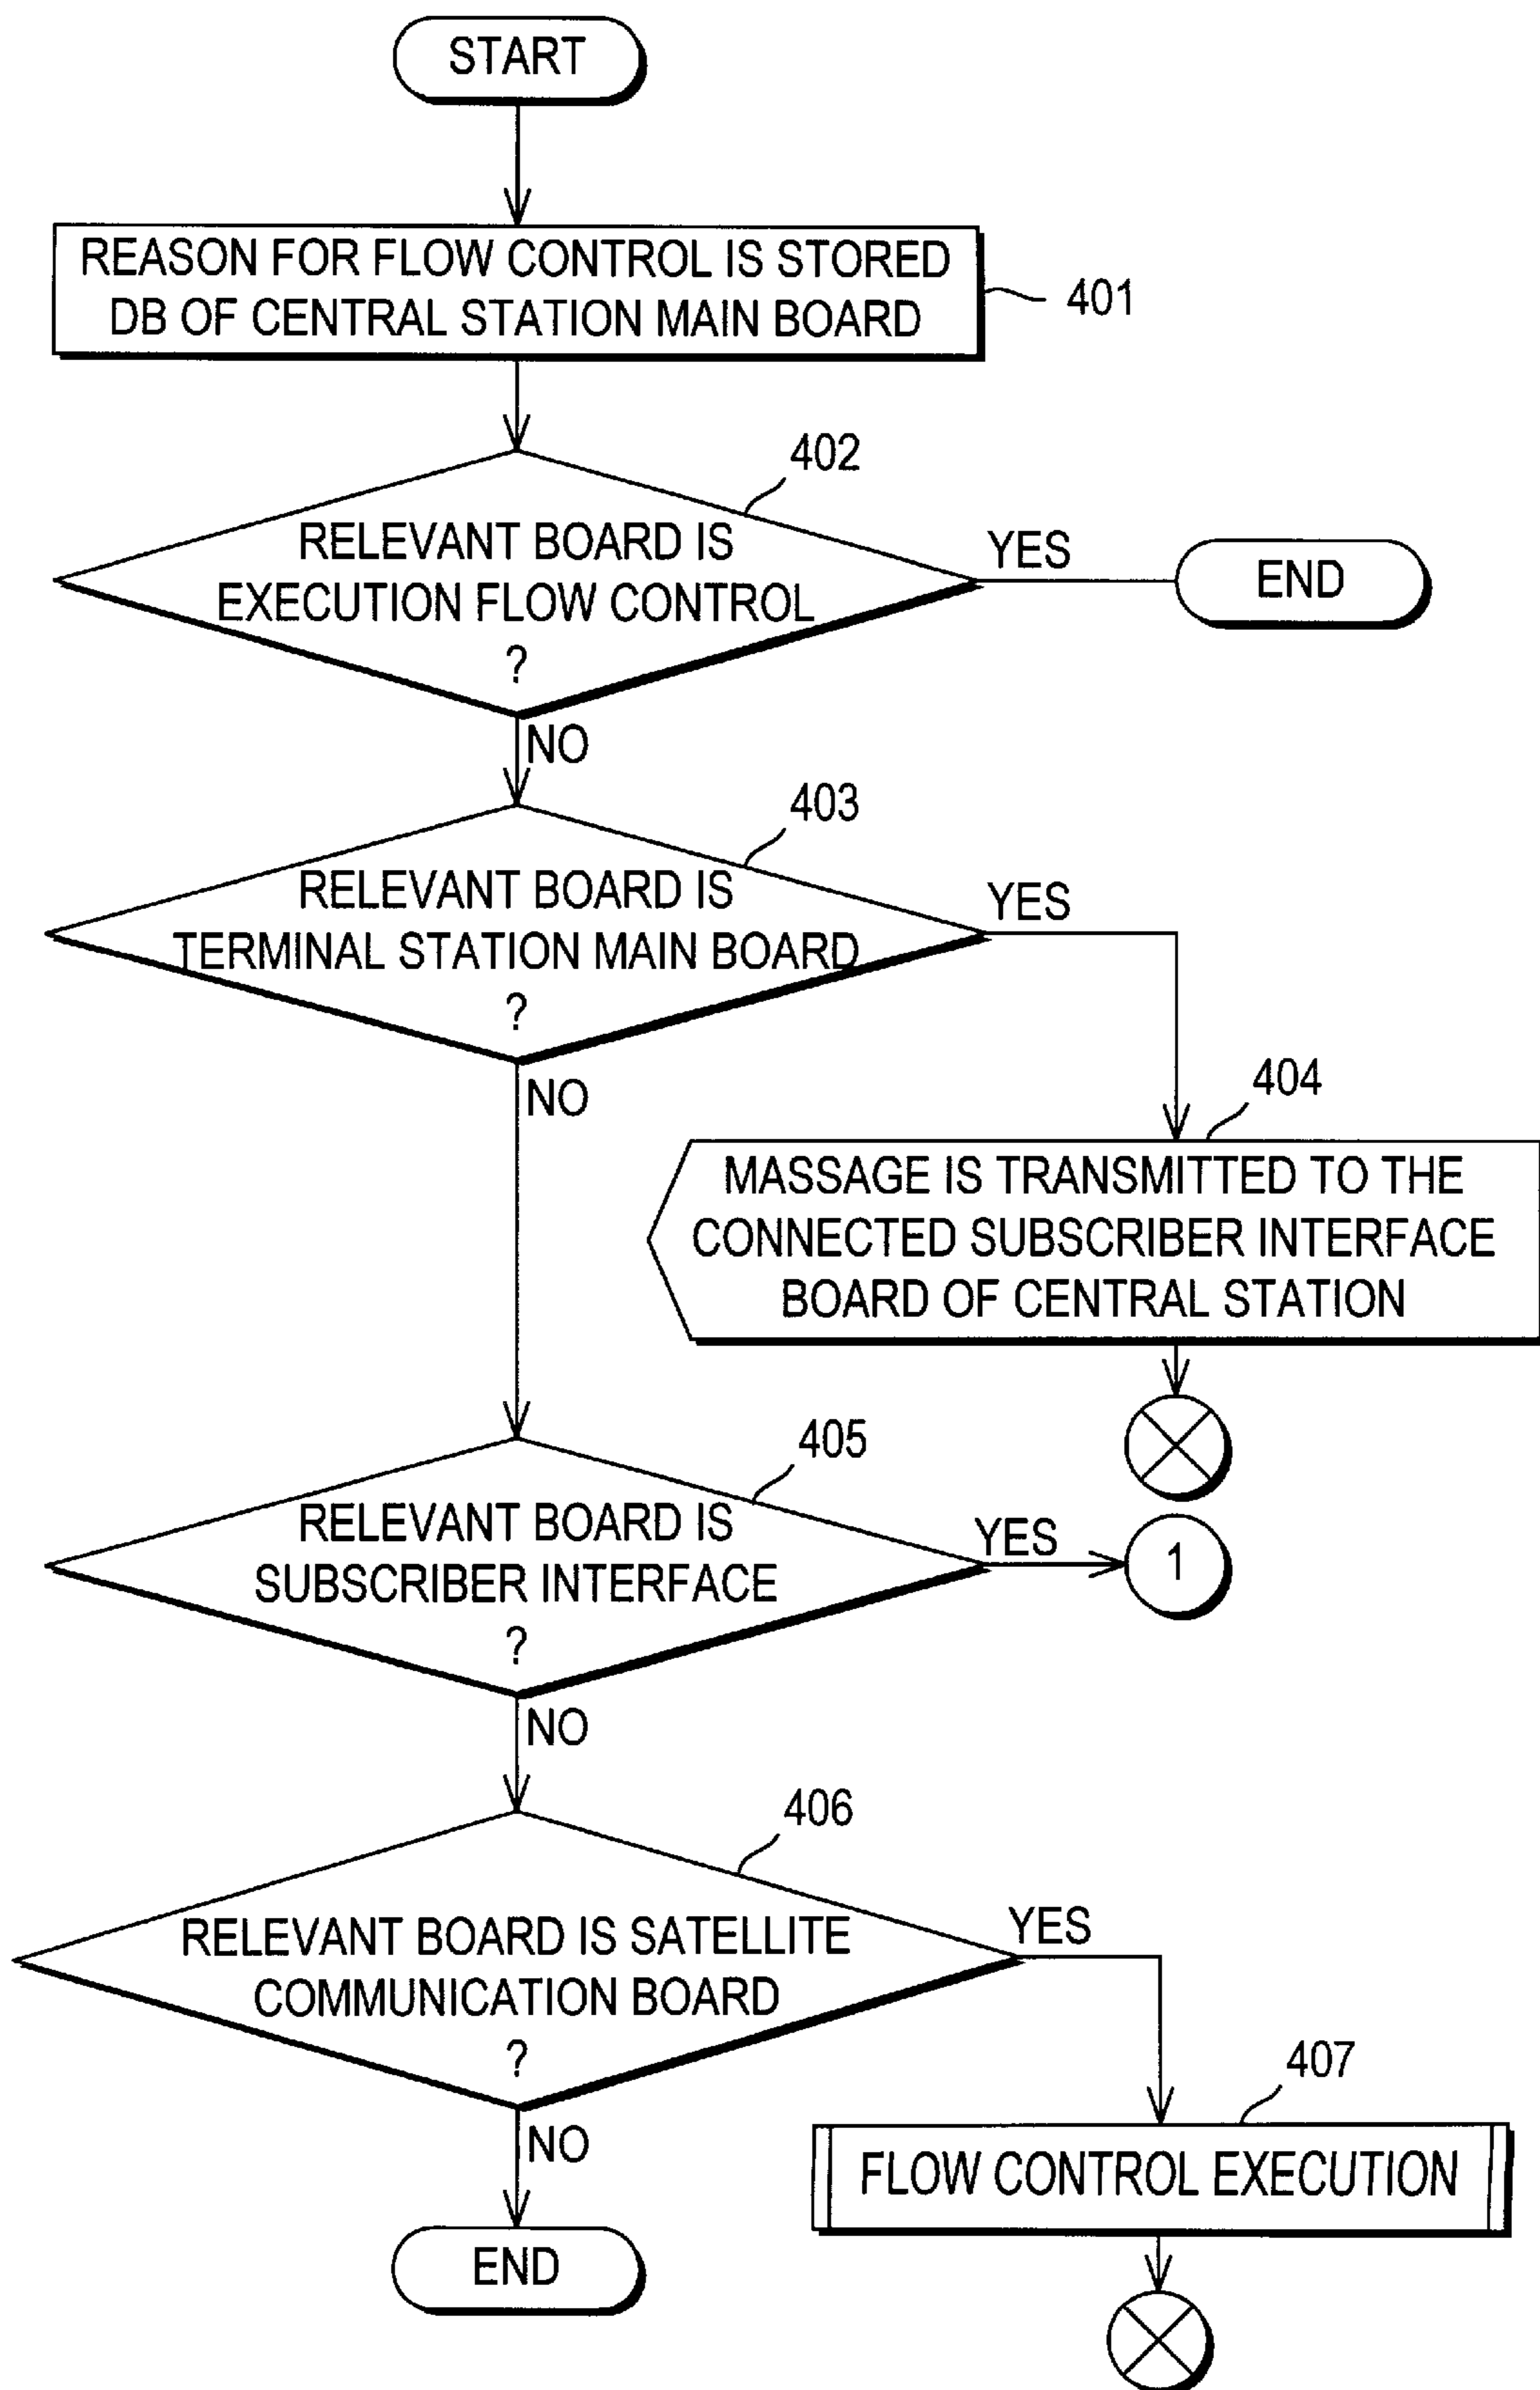 START
REASON FOR FLOW CONTROL IS STORED
DB OF CENTRAL STATION MAIN BOARD
401
402
RELEVANT BOARD IS
EXECUTION FLOW CONTROL
?
YES
END
NO
403
RELEVANT BOARD IS
TERMINAL STATION MAIN BOARD
?
YES
NO
404
MASSAGE IS TRANSMITTED TO THE
CONNECTED SUBSCRIBER INTERFACE
BOARD OF CENTRAL STATION
405
RELEVANT BOARD IS
SUBSCRIBER INTERFACE
?
YES
1
NO
406
RELEVANT BOARD IS SATELLITE
COMMUNICATION BOARD
?
YES
407
FLOW CONTROL EXECUTION
NO
END